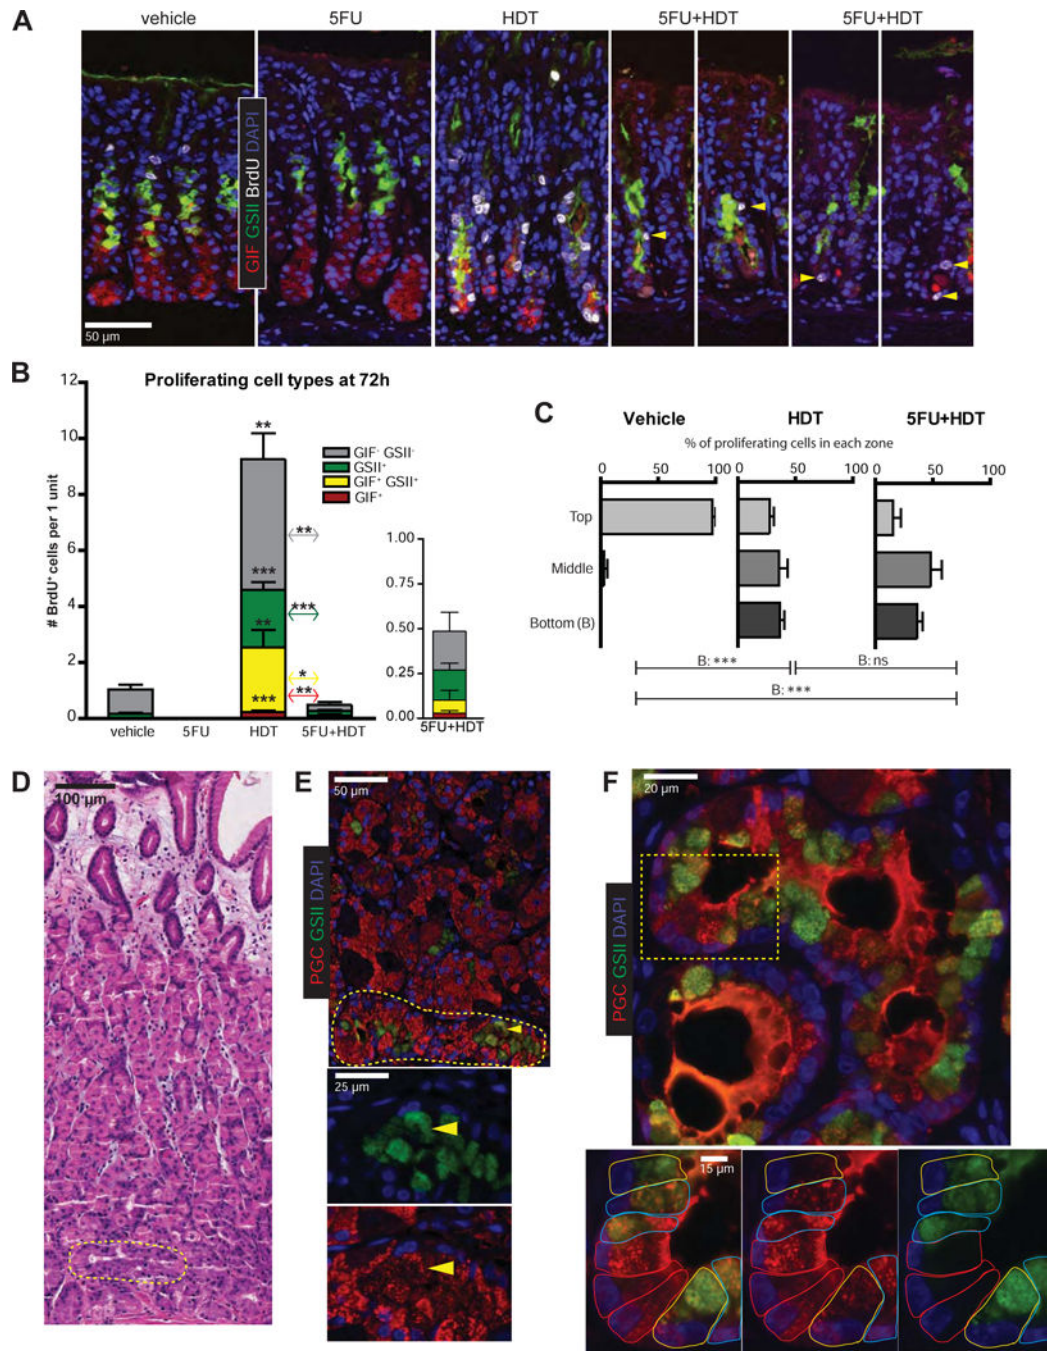 A
vehicle 5FU HDT 5FU+HDT 5FU+HDT
GIF GSII BrdU DAPI
50 µm
B
Proliferating cell types at 72h
# BrdU⁺ cells per 1 unit
12
10
8
6
4
2
0
** *** ** ***
** *** * **
GIF⁻ GSII⁻
GSII⁺
GIF⁺ GSII⁺
GIF⁺
vehicle 5FU HDT 5FU+HDT
1.00
0.75
0.50
0.25
0.00
5FU+HDT
C
Vehicle HDT 5FU+HDT
% of proliferating cells in each zone
0 50 100 0 50 100 0 50 100
Top
Middle
Bottom (B)
B: *** B: ns
B: ***
D
100 µm
E
50 µm
PGC GSII DAPI
25 µm
F
20 µm
PGC GSII DAPI
15 µm